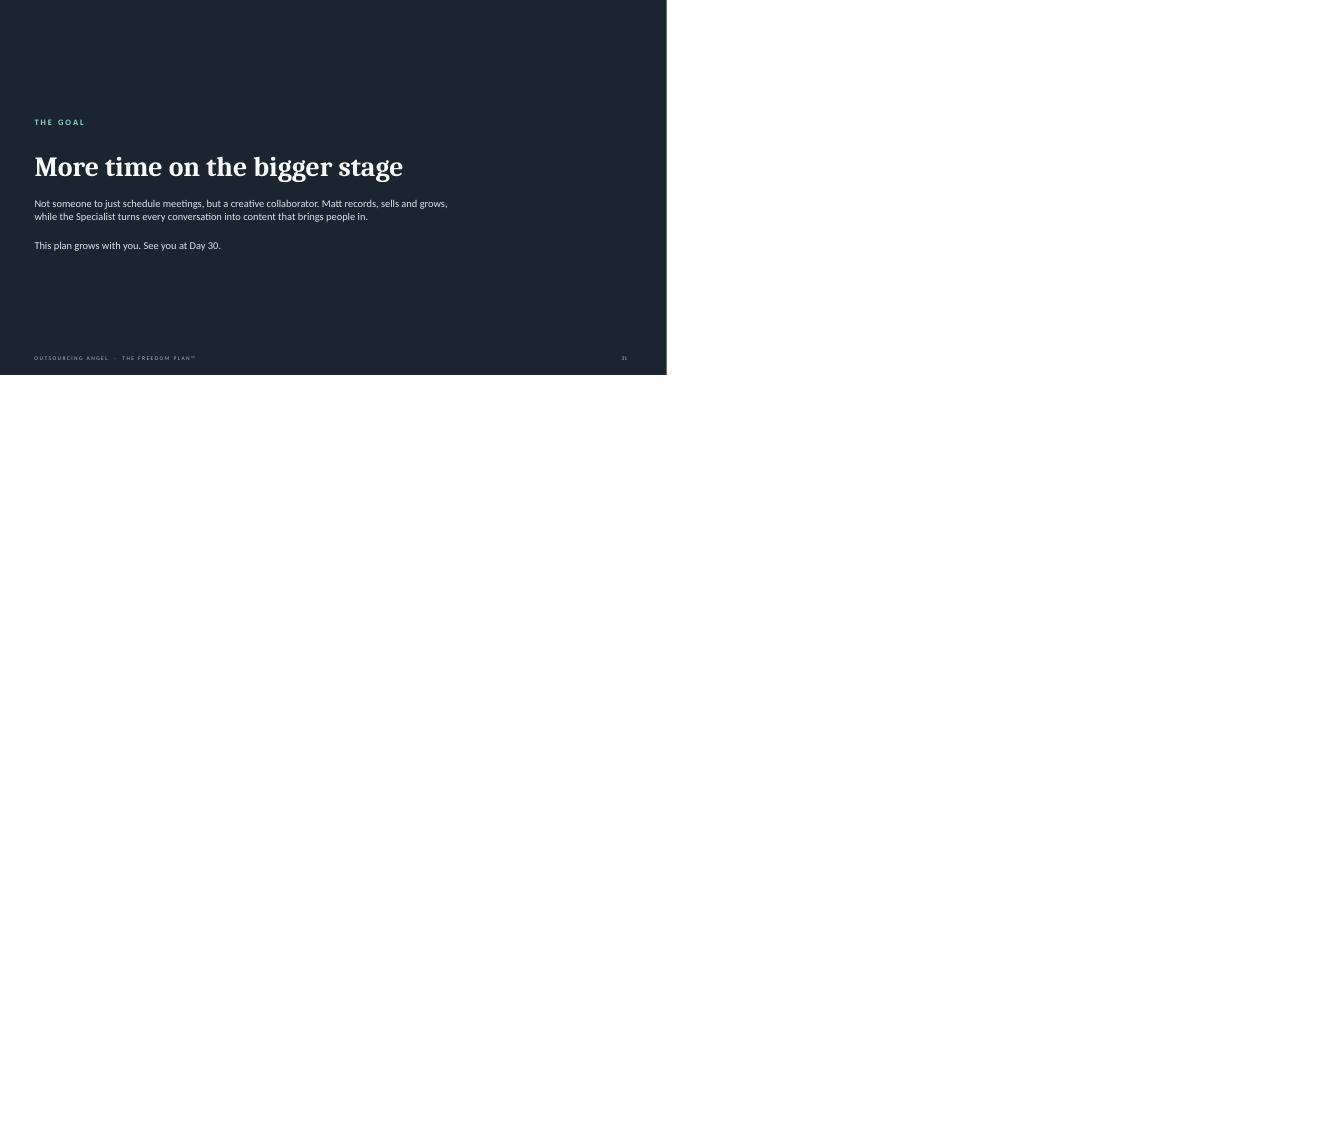 THE GOAL
More time on the bigger stage
Not someone to just schedule meetings, but a creative collaborator. Matt records, sells and grows,
while the Specialist turns every conversation into content that brings people in.
This plan grows with you. See you at Day 30.
OUTSOURCING ANGEL · THE FREEDOM PLAN™
31